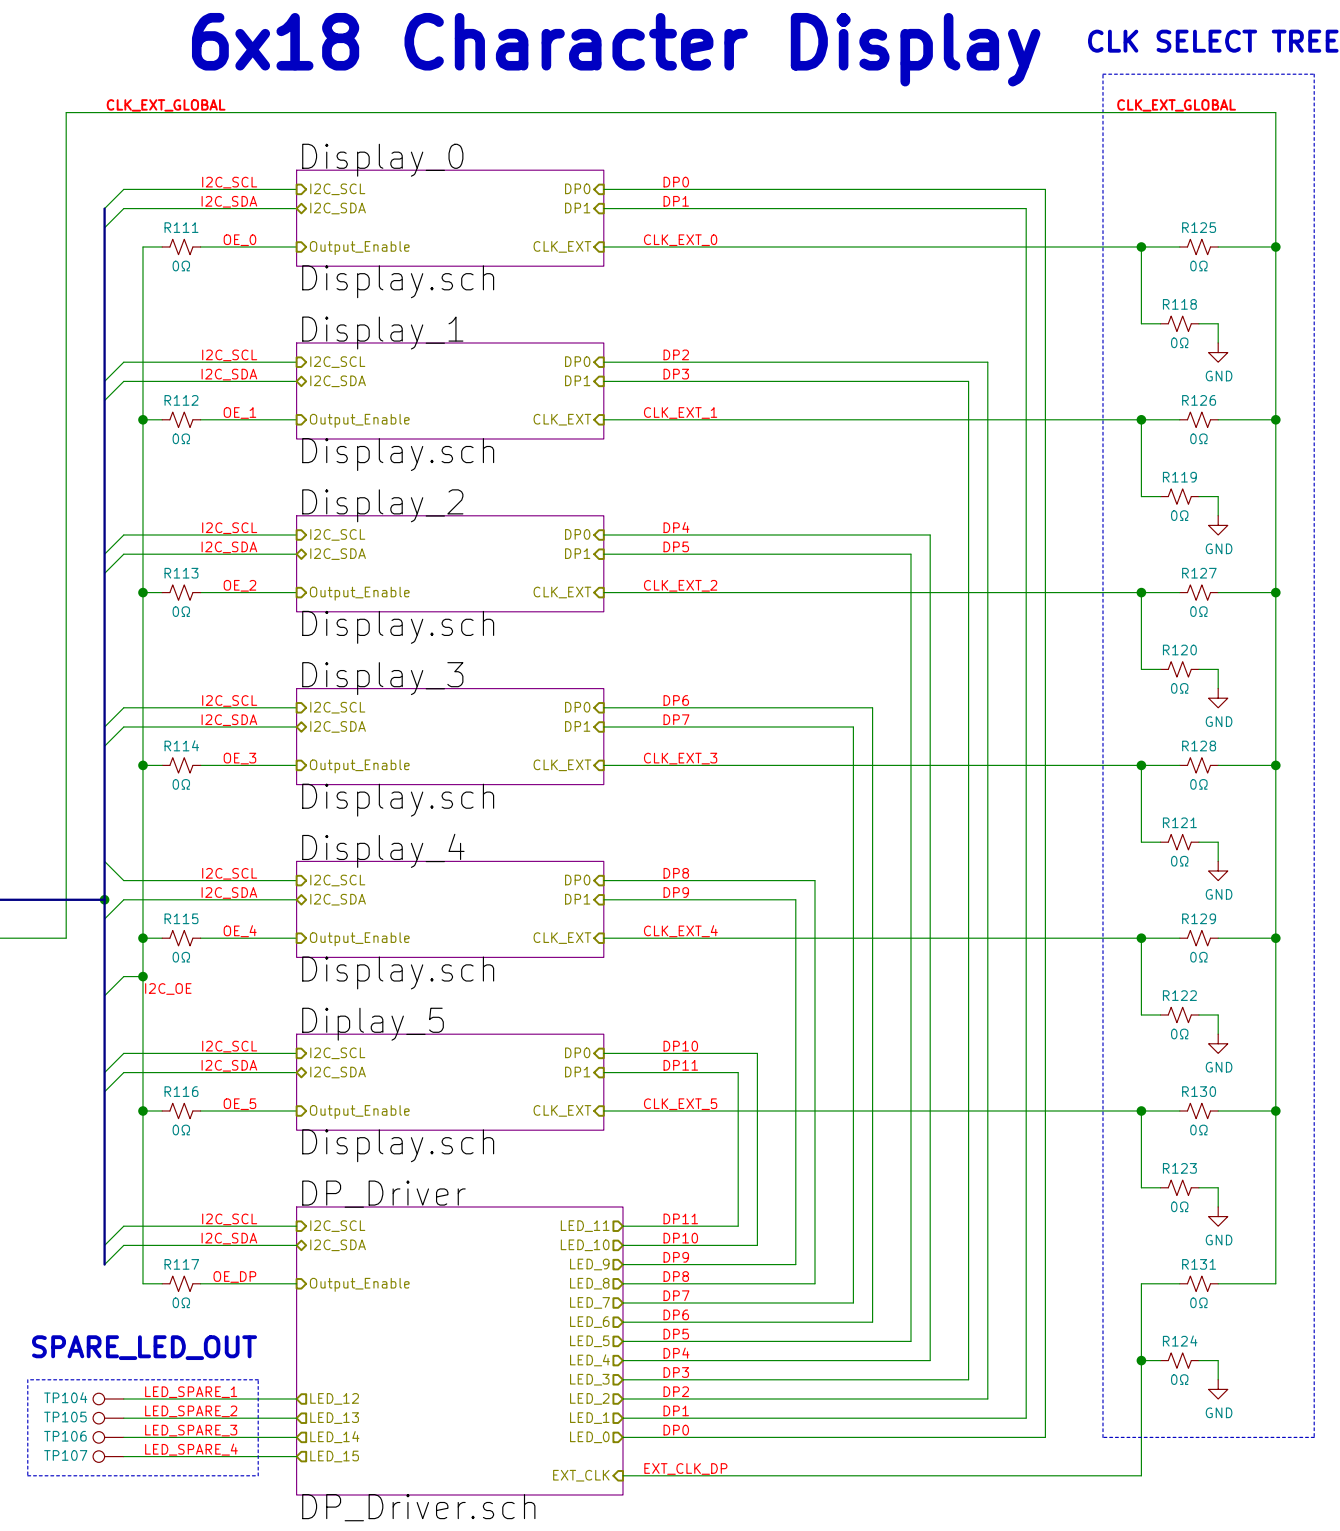 6x18 Character Display
CLK SELECT TREE
CLK_EXT_GLOBAL
CLK_EXT_GLOBAL
Display_0
I2C_SCL
I2C_SCL
DP0
DP0
I2C_SDA
I2C_SDA
DP1
DP1
R111
0Ω
OE_0
Output_Enable
CLK_EXT
CLK_EXT_0
R125
0Ω
Display.sch
R118
0Ω
GND
Display_1
I2C_SCL
I2C_SCL
DP0
DP2
I2C_SDA
I2C_SDA
DP1
DP3
R112
0Ω
OE_1
Output_Enable
CLK_EXT
CLK_EXT_1
R126
0Ω
Display.sch
R119
0Ω
GND
Display_2
I2C_SCL
I2C_SCL
DP0
DP4
I2C_SDA
I2C_SDA
DP1
DP5
R113
0Ω
OE_2
Output_Enable
CLK_EXT
CLK_EXT_2
R127
0Ω
Display.sch
R120
0Ω
GND
Display_3
I2C_SCL
I2C_SCL
DP0
DP6
I2C_SDA
I2C_SDA
DP1
DP7
R114
0Ω
OE_3
Output_Enable
CLK_EXT
CLK_EXT_3
R128
0Ω
Display.sch
R121
0Ω
GND
Display_4
I2C_SCL
I2C_SCL
DP0
DP8
I2C_SDA
I2C_SDA
DP1
DP9
R115
0Ω
OE_4
Output_Enable
CLK_EXT
CLK_EXT_4
R129
0Ω
Display.sch
I2C_OE
R122
0Ω
GND
Diplay_5
I2C_SCL
I2C_SCL
DP0
DP10
I2C_SDA
I2C_SDA
DP1
DP11
R116
0Ω
OE_5
Output_Enable
CLK_EXT
CLK_EXT_5
R130
0Ω
Display.sch
R123
0Ω
GND
DP_Driver
I2C_SCL
I2C_SCL
LED_11
DP11
I2C_SDA
I2C_SDA
LED_10
DP10
LED_9
DP9
R117
0Ω
OE_DP
Output_Enable
LED_8
DP8
R131
0Ω
LED_7
DP7
LED_6
DP6
LED_5
DP5
LED_4
DP4
R124
0Ω
GND
LED_3
DP3
SPARE_LED_OUT
TP104
LED_SPARE_1
LED_12
LED_2
DP2
TP105
LED_SPARE_2
LED_13
LED_1
DP1
TP106
LED_SPARE_3
LED_14
LED_0
DP0
TP107
LED_SPARE_4
LED_15
EXT_CLK
EXT_CLK_DP
DP_Driver.sch